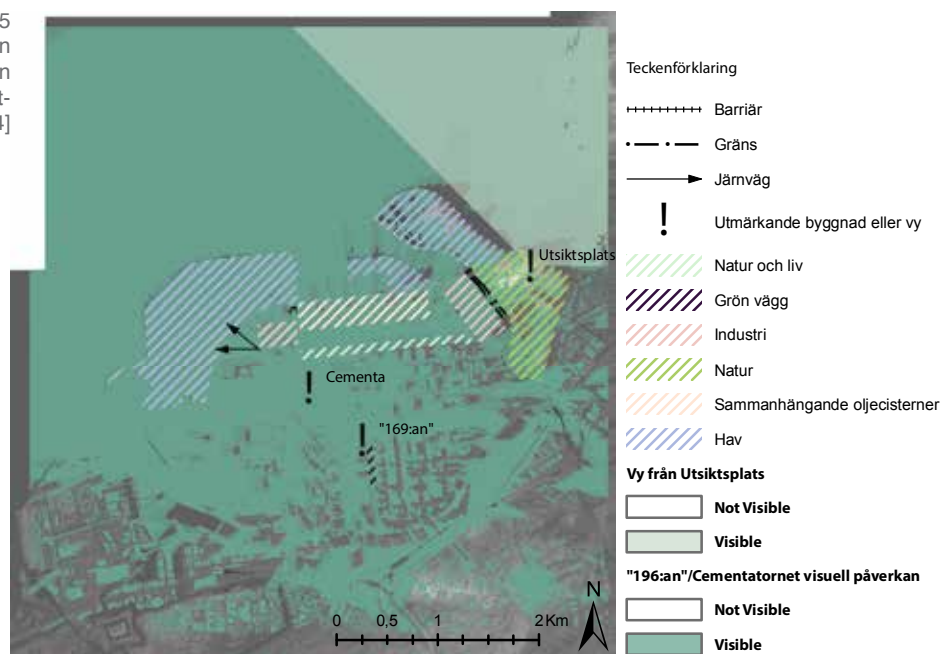 5
n
n
t-
4]
Utsiktsplats
Cementa
"169:an"
0 0,5 1 2 Km
N
Teckenförklaring
Barriär
Gräns
Järnväg
Utmärkande byggnad eller vy
Natur och liv
Grön vägg
Industri
Natur
Sammanhängande oljecisterner
Hav
Vy från Utsiktsplats
Not Visible
Visible
"196:an"/Cementatornet visuell påverkan
Not Visible
Visible